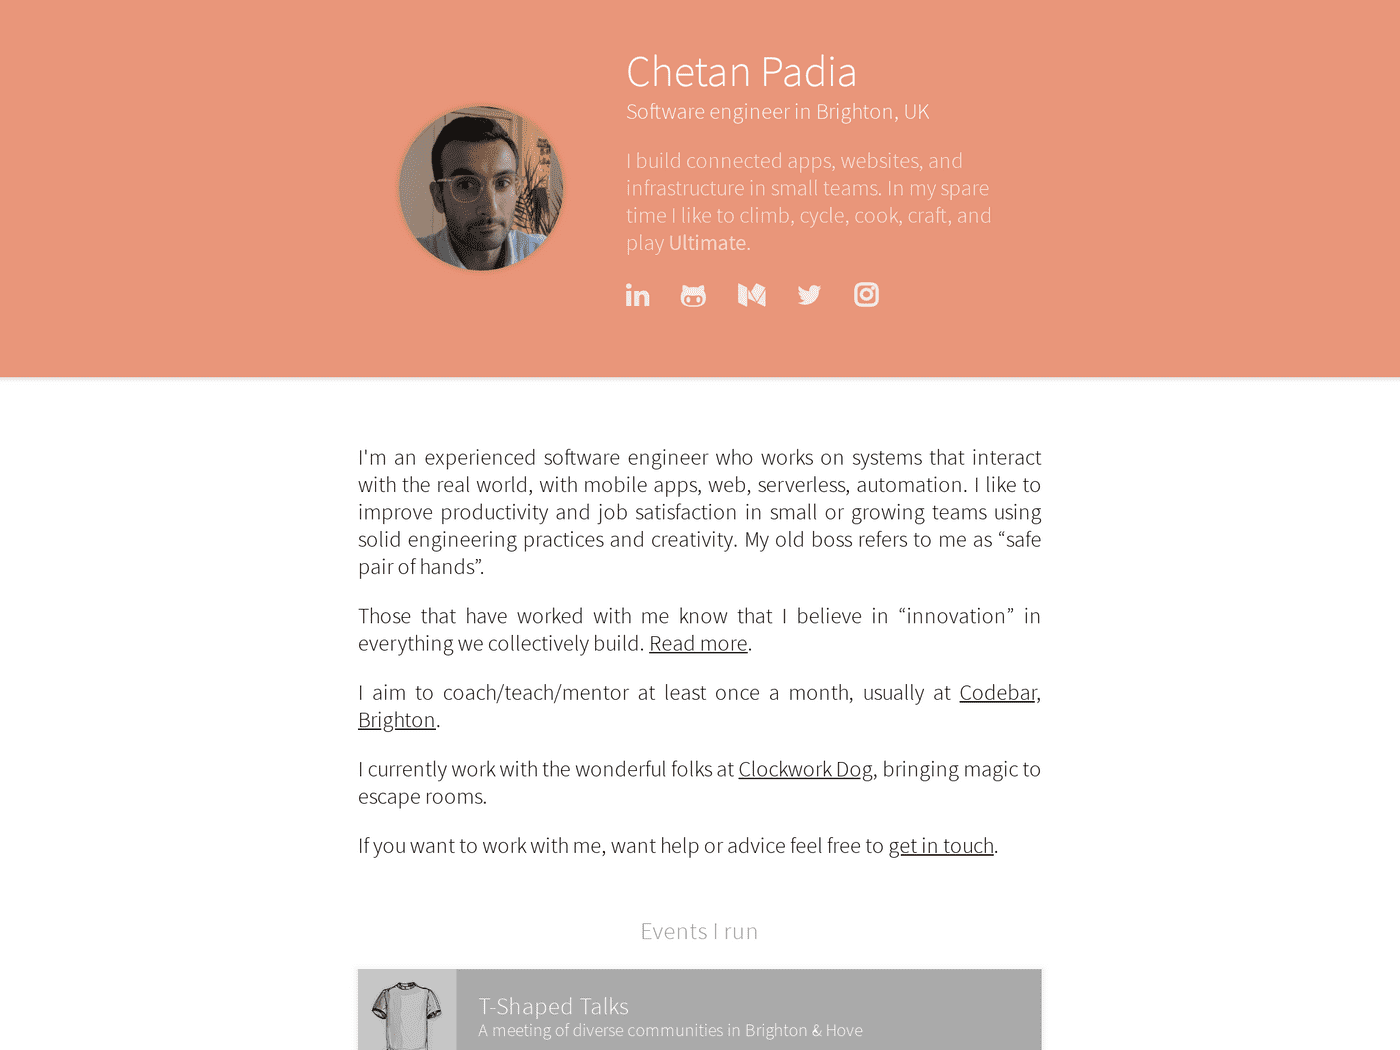 Chetan Padia
Software engineer in Brighton, UK
I build connected apps, websites, and
infrastructure in small teams. In my spare
time I like to climb, cycle, cook, craft, and
play Ultimate.
I'm an experienced software engineer who works on systems that interact
with the real world, with mobile apps, web, serverless, automation. I like to
improve productivity and job satisfaction in small or growing teams using
solid engineering practices and creativity. My old boss refers to me as “safe
pair of hands”.
Those that have worked with me know that I believe in “innovation” in
everything we collectively build. Read more.
I aim to coach/teach/mentor at least once a month, usually at Codebar,
Brighton.
I currently work with the wonderful folks at Clockwork Dog, bringing magic to
escape rooms.
If you want to work with me, want help or advice feel free to get in touch.
Events I run
T-Shaped Talks
A meeting of diverse communities in Brighton & Hove